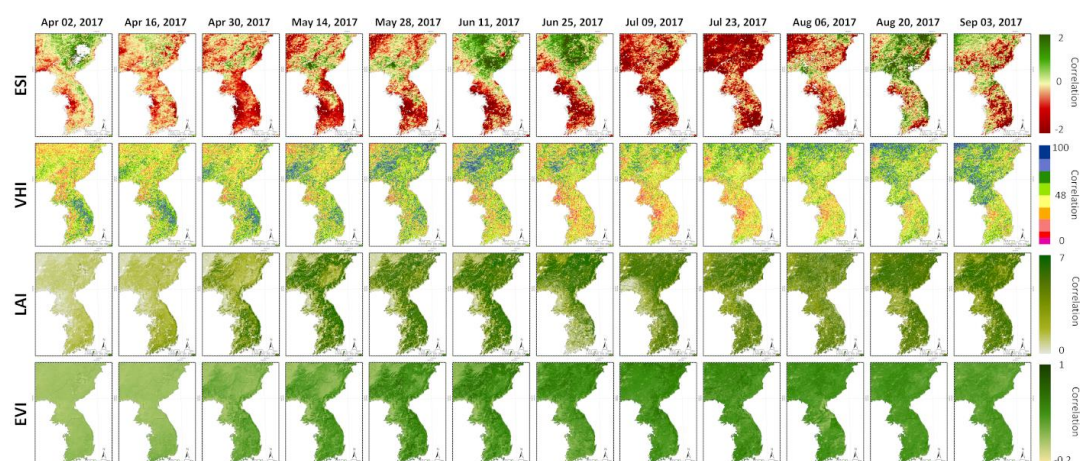 Apr 02, 2017 Apr 16, 2017 Apr 30, 2017 May 14, 2017 May 28, 2017 Jun 11, 2017 Jun 25, 2017 Jul 09, 2017 Jul 23, 2017 Aug 06, 2017 Aug 20, 2017 Sep 03, 2017
ESI
2
0
-2
Correlation
VHI
100
48
0
Correlation
LAI
7
0
Correlation
EVI
1
-0.2
Correlation